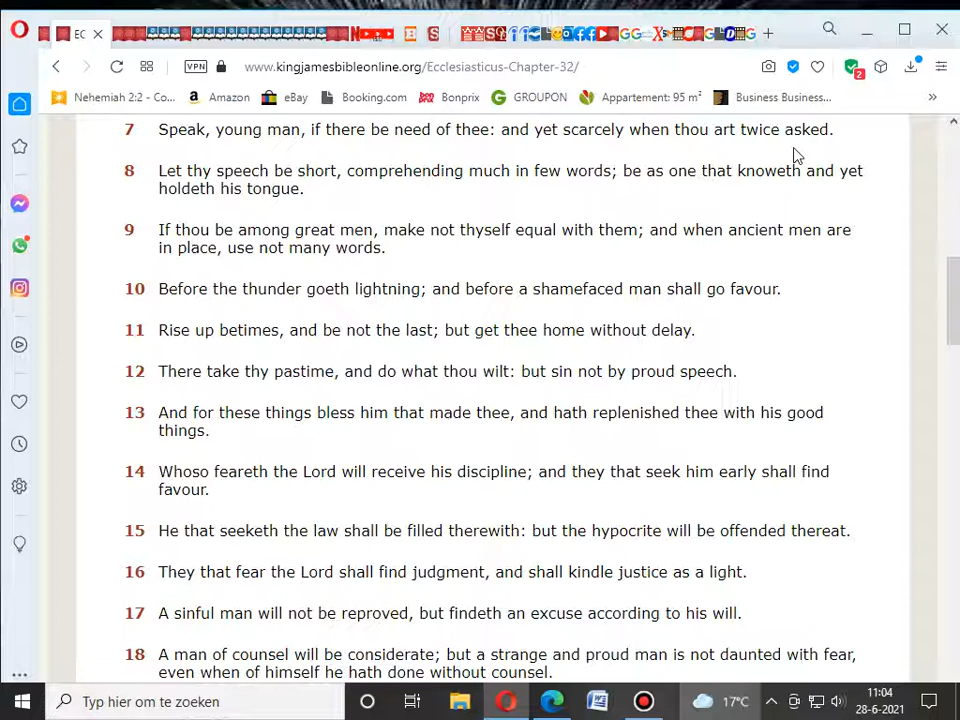 EC
VPN
www.kingjamesbibleonline.org/Ecclesiasticus-Chapter-32/
2
Nehemiah 2:2 - Co...
Amazon
eBay
Booking.com
Bonprix
GROUPON
Appartement: 95 m²
Business Business...
7 Speak, young man, if there be need of thee: and yet scarcely when thou art twice asked.
8 Let thy speech be short, comprehending much in few words; be as one that knoweth and yet
holdeth his tongue.
9 If thou be among great men, make not thyself equal with them; and when ancient men are
in place, use not many words.
10 Before the thunder goeth lightning; and before a shamefaced man shall go favour.
11 Rise up betimes, and be not the last; but get thee home without delay.
12 There take thy pastime, and do what thou wilt: but sin not by proud speech.
13 And for these things bless him that made thee, and hath replenished thee with his good
things.
14 Whoso feareth the Lord will receive his discipline; and they that seek him early shall find
favour.
15 He that seeketh the law shall be filled therewith: but the hypocrite will be offended thereat.
16 They that fear the Lord shall find judgment, and shall kindle justice as a light.
17 A sinful man will not be reproved, but findeth an excuse according to his will.
18 A man of counsel will be considerate; but a strange and proud man is not daunted with fear,
even when of himself he hath done without counsel.
Typ hier om te zoeken
17°C
11:04
28-6-2021